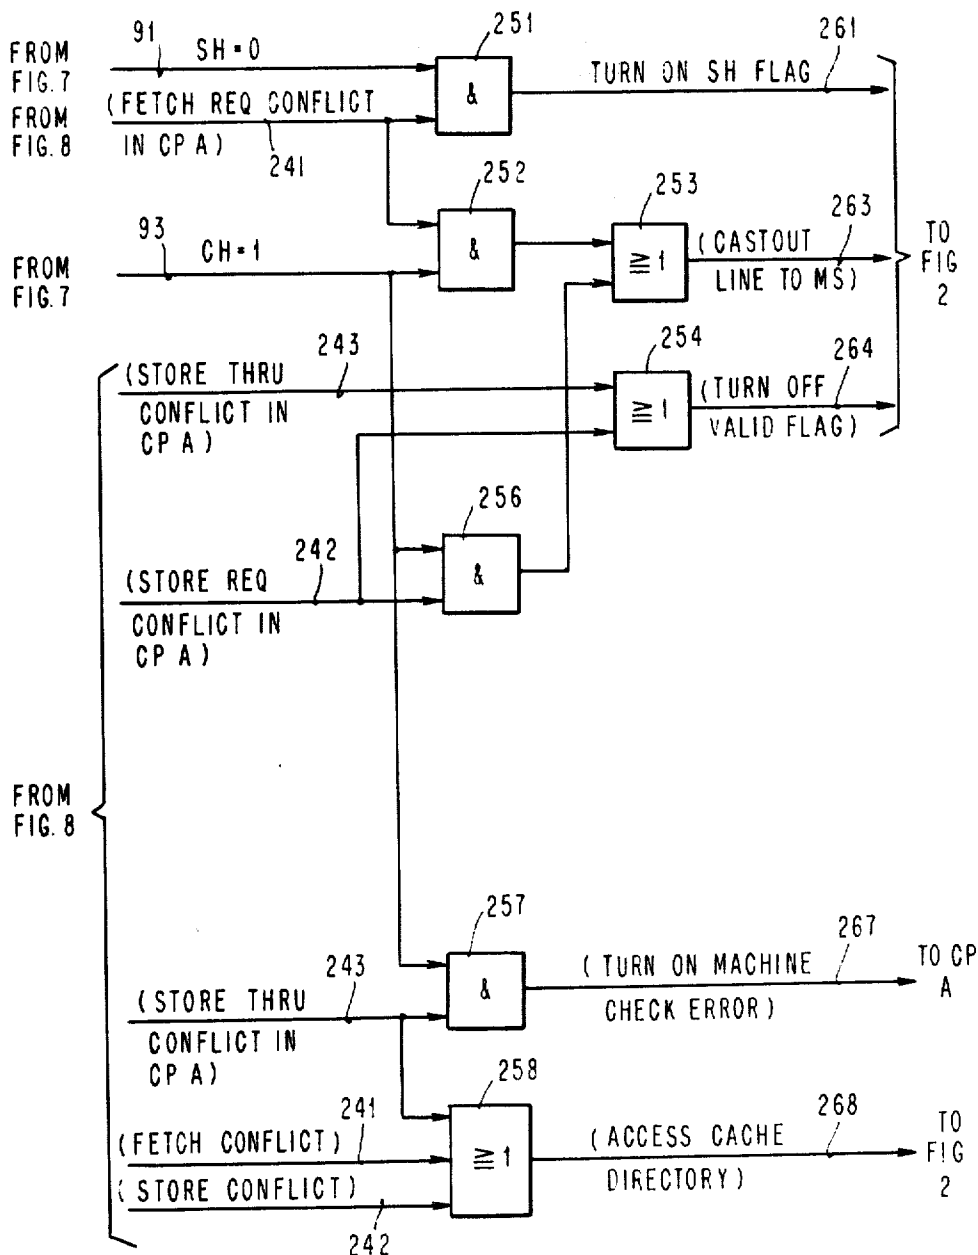 91
SH=0
251
261
FROM
FIG. 7
TURN ON SH FLAG
&
(FETCH REQ CONFLICT
FROM
FIG. 8
IN CP A)
241
252
253
263
93
CH=1
&
≧ 1
(CASTOUT
LINE TO MS)
TO
FIG
2
FROM
FIG. 7
243
254
264
(STORE THRU
CONFLICT IN
CP A)
≧ 1
(TURN OFF
VALID FLAG)
256
242
(STORE REQ
CONFLICT IN
CP A)
&
FROM
FIG. 8
257
267
243
(TURN ON MACHINE
CHECK ERROR)
TO CP
A
&
(STORE THRU
CONFLICT IN
CP A)
258
268
241
(FETCH CONFLICT)
≧ 1
(ACCESS CACHE
DIRECTORY)
TO
FIG
2
(STORE CONFLICT)
242